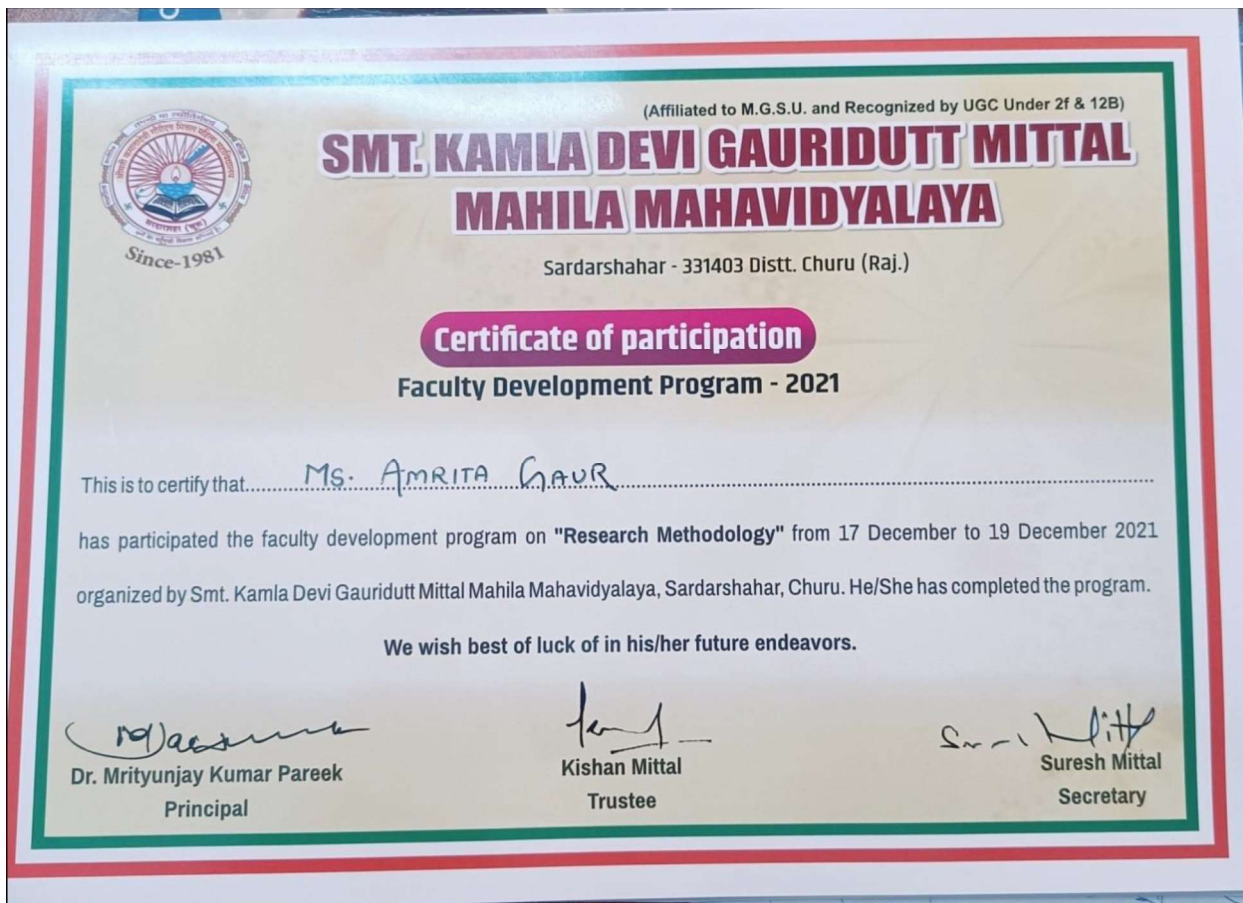 (Affiliated to M.G.S.U. and Recognized by UGC Under 2f & 12B)
SMT. KAMLA DEVI GAURIDUTT MITTAL
MAHILA MAHAVIDYALAYA
Since-1981
Sardarshahar - 331403 Distt. Churu (Raj.)
Certificate of participation
Faculty Development Program - 2021
This is to certify that............MS. AMRITA GAUR............
has participated the faculty development program on "Research Methodology" from 17 December to 19 December 2021
organized by Smt. Kamla Devi Gauridutt Mittal Mahila Mahavidyalaya, Sardarshahar, Churu. He/She has completed the program.
We wish best of luck of in his/her future endeavors.
Dr. Mrityunjay Kumar Pareek
Principal
Kishan Mittal
Trustee
Suresh Mittal
Secretary